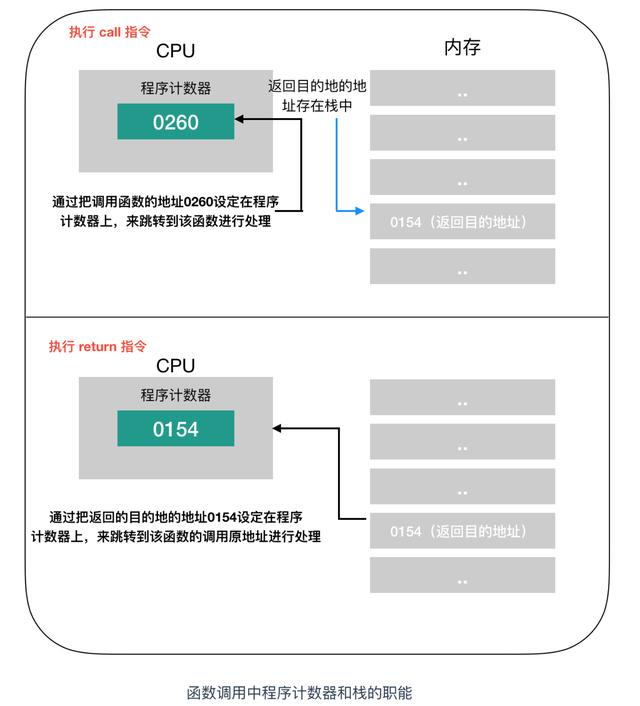 执行 call 指令
CPU
内存
程序计数器
0260
返回目的地的地
址存在栈中
通过把调用函数的地址0260设定在程序
计数器上，来跳转到该函数进行处理
..
..
..
0154（返回目的地址）
..
执行 return 指令
CPU
程序计数器
0154
通过把返回的目的地的地址0154设定在程序
计数器上，来跳转到该函数的调用原地址进行处理
..
..
..
0154（返回目的地址）
..
函数调用中程序计数器和栈的职能